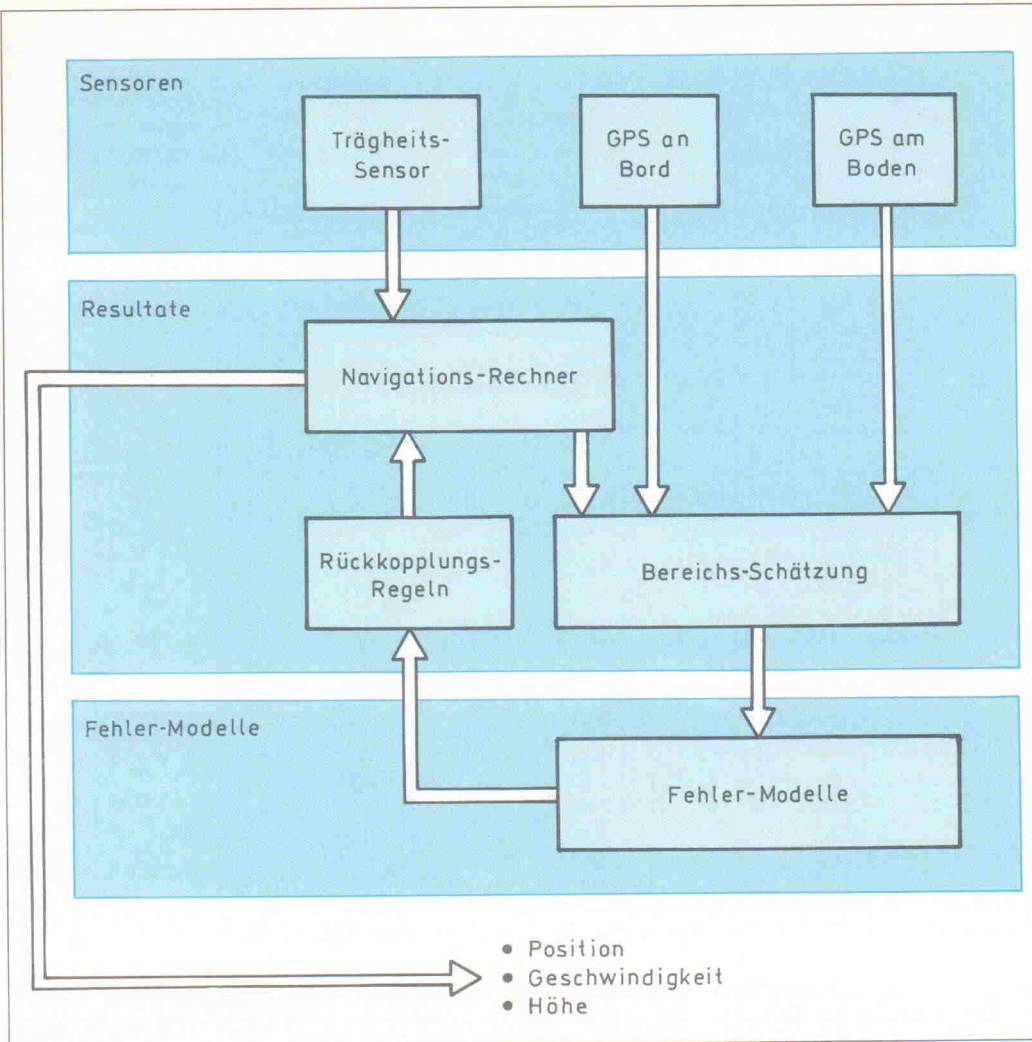 Sensoren
Trägheits-
Sensor
GPS an
Bord
GPS am
Boden
Resultate
Navigations-Rechner
Rückkopplungs-
Regeln
Bereichs-Schätzung
Fehler-Modelle
Fehler-Modelle
• Position
• Geschwindigkeit
• Höhe